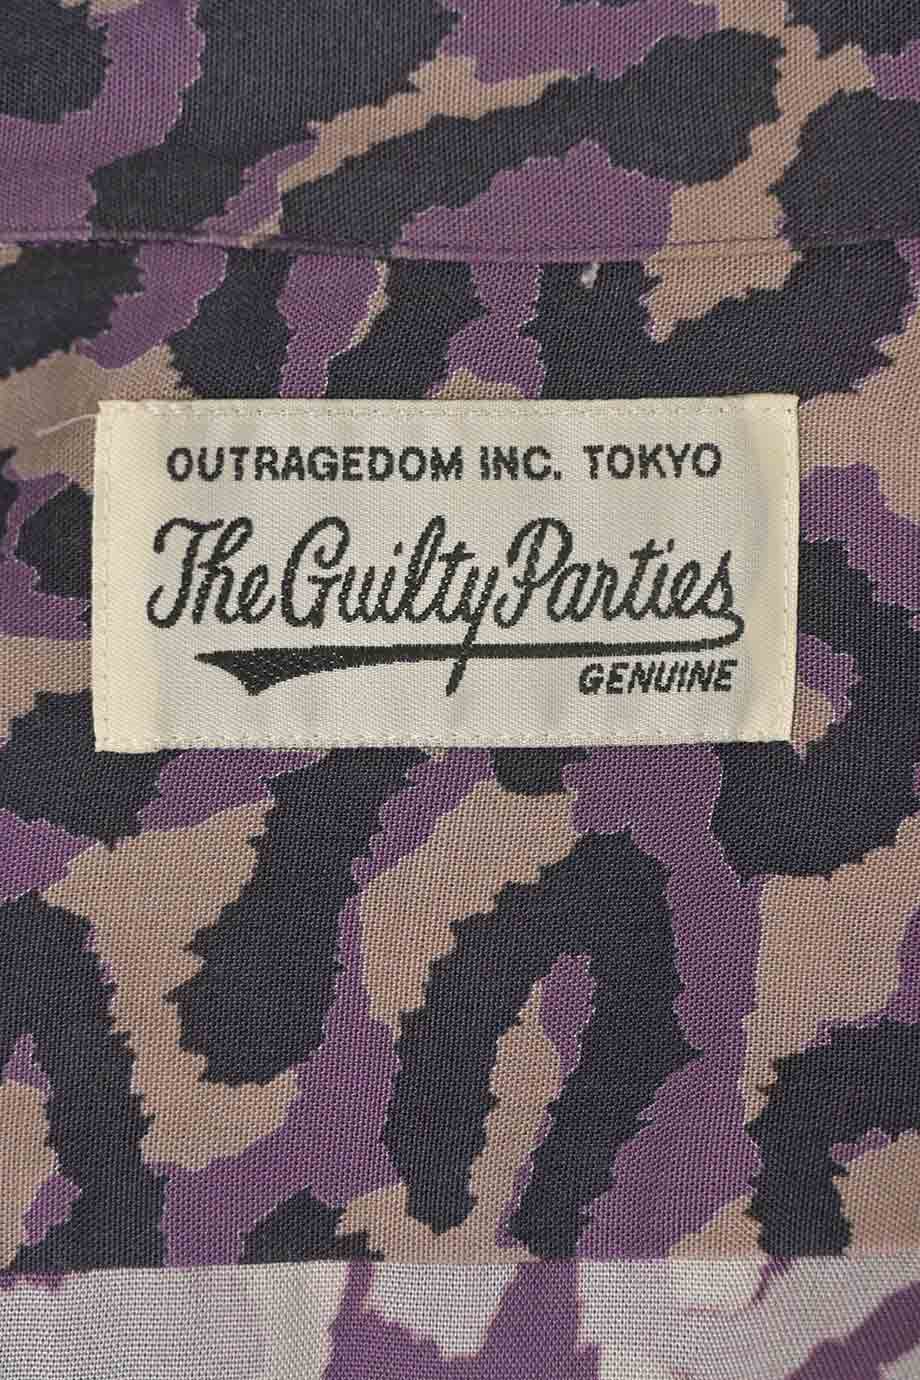 OUTRAGEDOM INC. TOKYO
The Guilty Parties
GENUINE